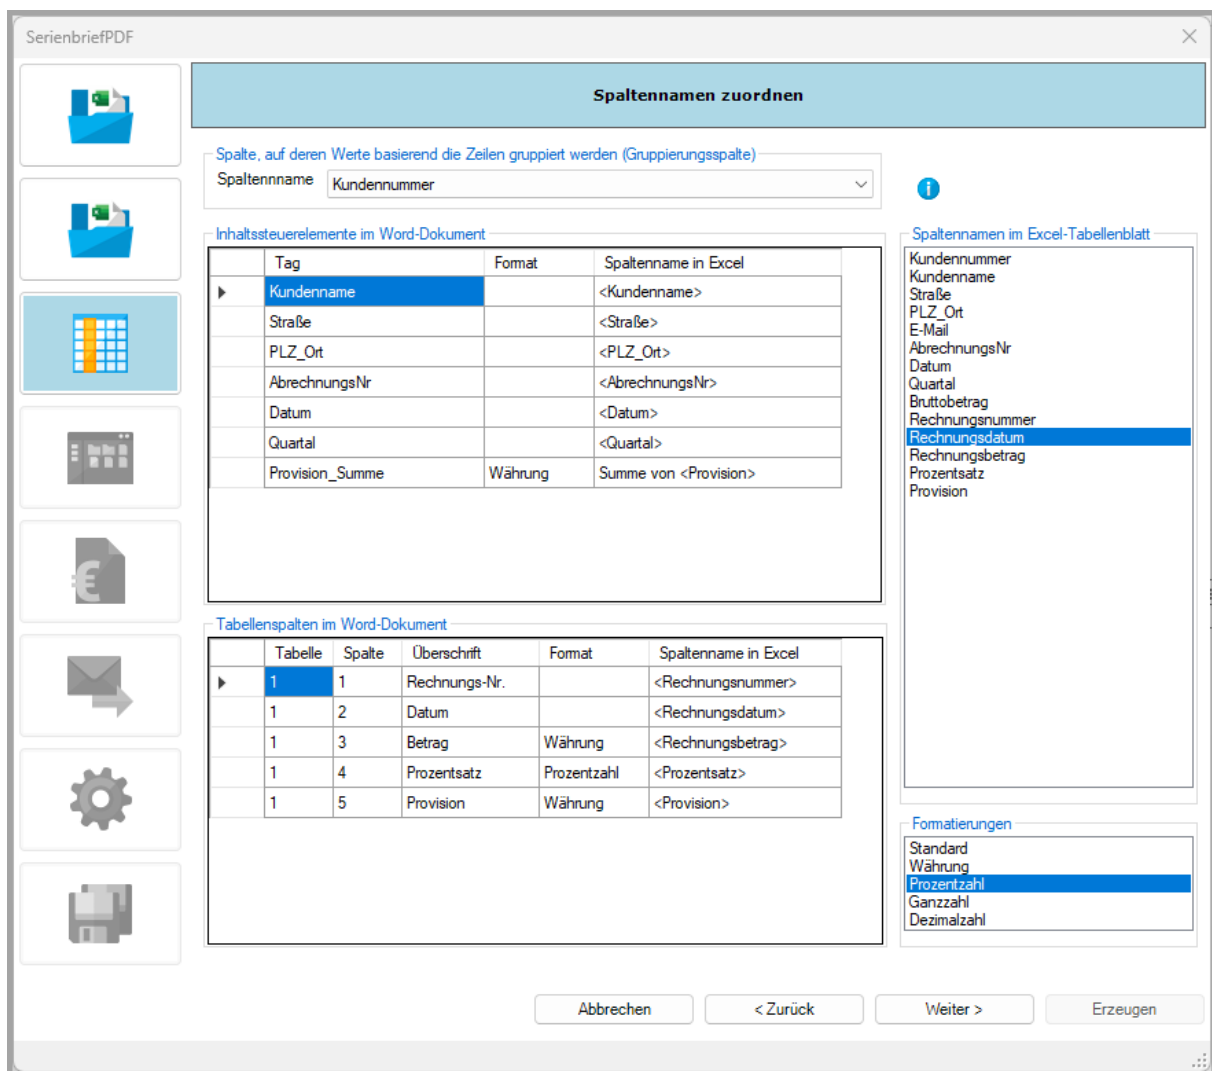 SerienbriefPDF
Spaltennamen zuordnen
Spalte, auf deren Werte basierend die Zeilen gruppiert werden (Gruppierungsspalte)
Spaltennname Kundennummer
Inhaltssteuerelemente im Word-Dokument
Tag Format Spaltenname in Excel
Kundenname <Kundenname>
Straße <Straße>
PLZ_Ort <PLZ_Ort>
AbrechnungsNr <AbrechnungsNr>
Datum <Datum>
Quartal <Quartal>
Provision_Summe Währung Summe von <Provision>
Spaltennamen im Excel-Tabellenblatt
Kundennummer
Kundenname
Straße
PLZ_Ort
E-Mail
AbrechnungsNr
Datum
Quartal
Bruttobetrag
Rechnungsnummer
Rechnungsdatum
Rechnungsbetrag
Prozentsatz
Provision
Tabellenspalten im Word-Dokument
Tabelle Spalte Überschrift Format Spaltenname in Excel
1 1 Rechnungs-Nr. <Rechnungsnummer>
1 2 Datum <Rechnungsdatum>
1 3 Betrag Währung <Rechnungsbetrag>
1 4 Prozentsatz Prozentzahl <Prozentsatz>
1 5 Provision Währung <Provision>
Formatierungen
Standard
Währung
Prozentzahl
Ganzzahl
Dezimalzahl
Abbrechen < Zurück Weiter > Erzeugen